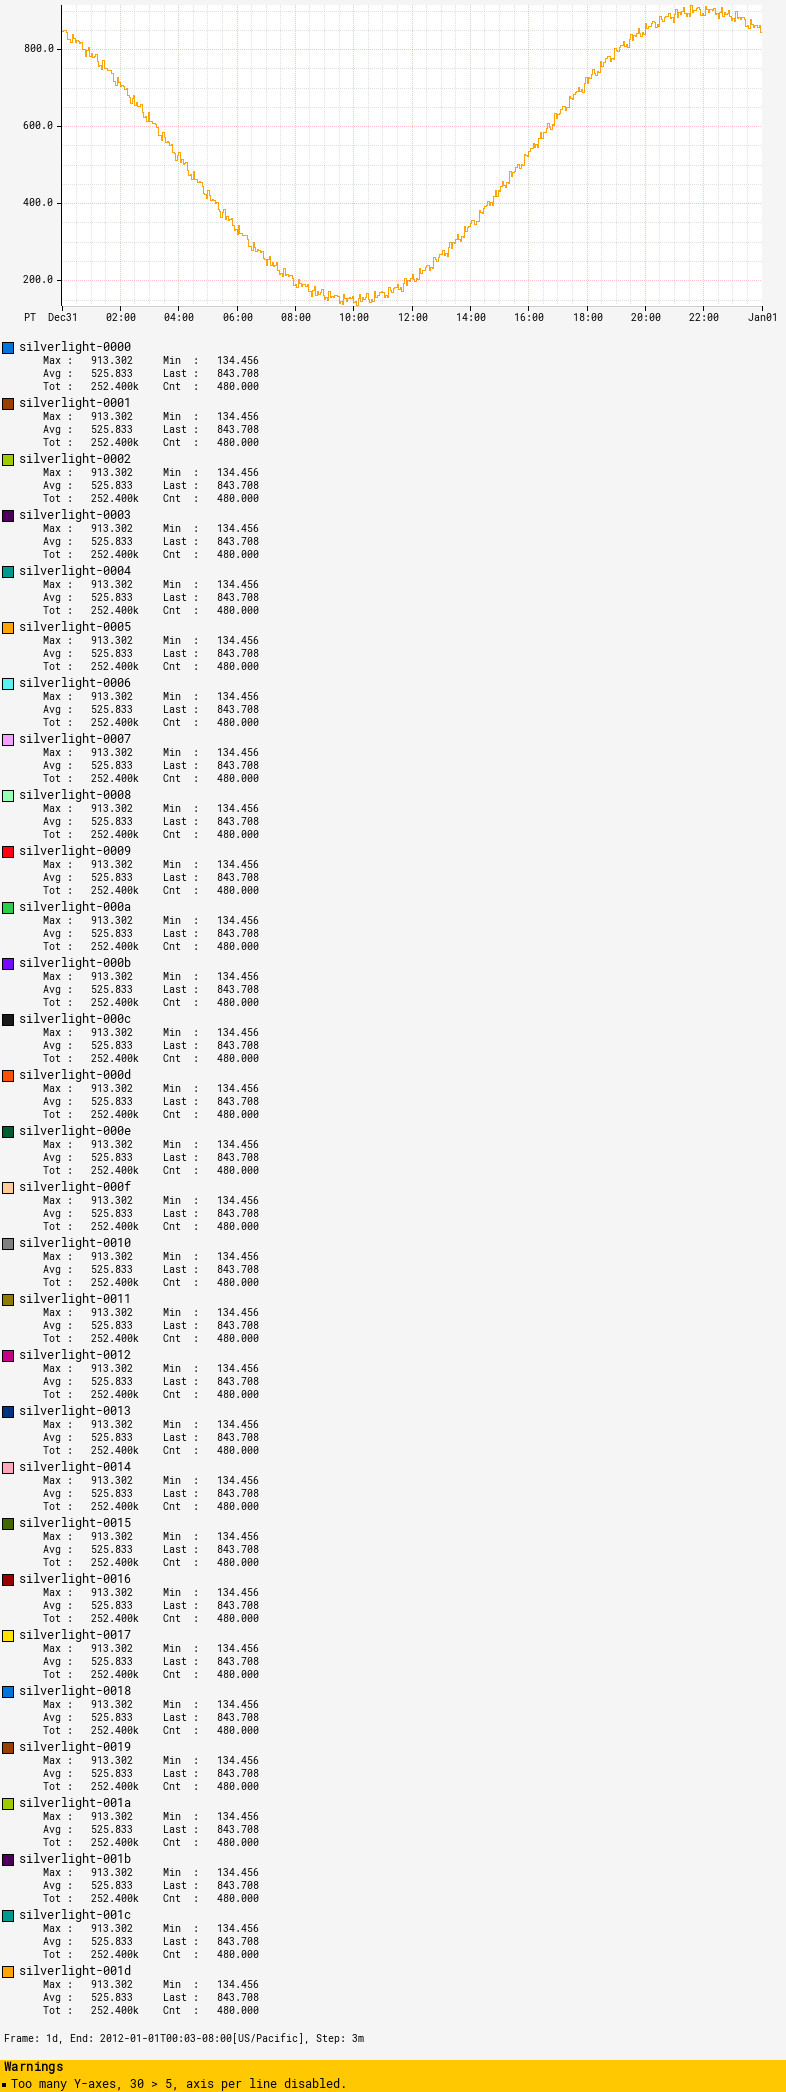 800.0
600.0
400.0
200.0
PT Dec31 02:00 04:00 06:00 08:00 10:00 12:00 14:00 16:00 18:00 20:00 22:00 Jan01
silverlight-0000
Max : 913.302 Min : 134.456
Avg : 525.833 Last : 843.708
Tot : 252.400k Cnt : 480.000
silverlight-0001
Max : 913.302 Min : 134.456
Avg : 525.833 Last : 843.708
Tot : 252.400k Cnt : 480.000
silverlight-0002
Max : 913.302 Min : 134.456
Avg : 525.833 Last : 843.708
Tot : 252.400k Cnt : 480.000
silverlight-0003
Max : 913.302 Min : 134.456
Avg : 525.833 Last : 843.708
Tot : 252.400k Cnt : 480.000
silverlight-0004
Max : 913.302 Min : 134.456
Avg : 525.833 Last : 843.708
Tot : 252.400k Cnt : 480.000
silverlight-0005
Max : 913.302 Min : 134.456
Avg : 525.833 Last : 843.708
Tot : 252.400k Cnt : 480.000
silverlight-0006
Max : 913.302 Min : 134.456
Avg : 525.833 Last : 843.708
Tot : 252.400k Cnt : 480.000
silverlight-0007
Max : 913.302 Min : 134.456
Avg : 525.833 Last : 843.708
Tot : 252.400k Cnt : 480.000
silverlight-0008
Max : 913.302 Min : 134.456
Avg : 525.833 Last : 843.708
Tot : 252.400k Cnt : 480.000
silverlight-0009
Max : 913.302 Min : 134.456
Avg : 525.833 Last : 843.708
Tot : 252.400k Cnt : 480.000
silverlight-000a
Max : 913.302 Min : 134.456
Avg : 525.833 Last : 843.708
Tot : 252.400k Cnt : 480.000
silverlight-000b
Max : 913.302 Min : 134.456
Avg : 525.833 Last : 843.708
Tot : 252.400k Cnt : 480.000
silverlight-000c
Max : 913.302 Min : 134.456
Avg : 525.833 Last : 843.708
Tot : 252.400k Cnt : 480.000
silverlight-000d
Max : 913.302 Min : 134.456
Avg : 525.833 Last : 843.708
Tot : 252.400k Cnt : 480.000
silverlight-000e
Max : 913.302 Min : 134.456
Avg : 525.833 Last : 843.708
Tot : 252.400k Cnt : 480.000
silverlight-000f
Max : 913.302 Min : 134.456
Avg : 525.833 Last : 843.708
Tot : 252.400k Cnt : 480.000
silverlight-0010
Max : 913.302 Min : 134.456
Avg : 525.833 Last : 843.708
Tot : 252.400k Cnt : 480.000
silverlight-0011
Max : 913.302 Min : 134.456
Avg : 525.833 Last : 843.708
Tot : 252.400k Cnt : 480.000
silverlight-0012
Max : 913.302 Min : 134.456
Avg : 525.833 Last : 843.708
Tot : 252.400k Cnt : 480.000
silverlight-0013
Max : 913.302 Min : 134.456
Avg : 525.833 Last : 843.708
Tot : 252.400k Cnt : 480.000
silverlight-0014
Max : 913.302 Min : 134.456
Avg : 525.833 Last : 843.708
Tot : 252.400k Cnt : 480.000
silverlight-0015
Max : 913.302 Min : 134.456
Avg : 525.833 Last : 843.708
Tot : 252.400k Cnt : 480.000
silverlight-0016
Max : 913.302 Min : 134.456
Avg : 525.833 Last : 843.708
Tot : 252.400k Cnt : 480.000
silverlight-0017
Max : 913.302 Min : 134.456
Avg : 525.833 Last : 843.708
Tot : 252.400k Cnt : 480.000
silverlight-0018
Max : 913.302 Min : 134.456
Avg : 525.833 Last : 843.708
Tot : 252.400k Cnt : 480.000
silverlight-0019
Max : 913.302 Min : 134.456
Avg : 525.833 Last : 843.708
Tot : 252.400k Cnt : 480.000
silverlight-001a
Max : 913.302 Min : 134.456
Avg : 525.833 Last : 843.708
Tot : 252.400k Cnt : 480.000
silverlight-001b
Max : 913.302 Min : 134.456
Avg : 525.833 Last : 843.708
Tot : 252.400k Cnt : 480.000
silverlight-001c
Max : 913.302 Min : 134.456
Avg : 525.833 Last : 843.708
Tot : 252.400k Cnt : 480.000
silverlight-001d
Max : 913.302 Min : 134.456
Avg : 525.833 Last : 843.708
Tot : 252.400k Cnt : 480.000
Frame: 1d, End: 2012-01-01T00:03-08:00[US/Pacific], Step: 3m
Warnings
Too many Y-axes, 30 > 5, axis per line disabled.